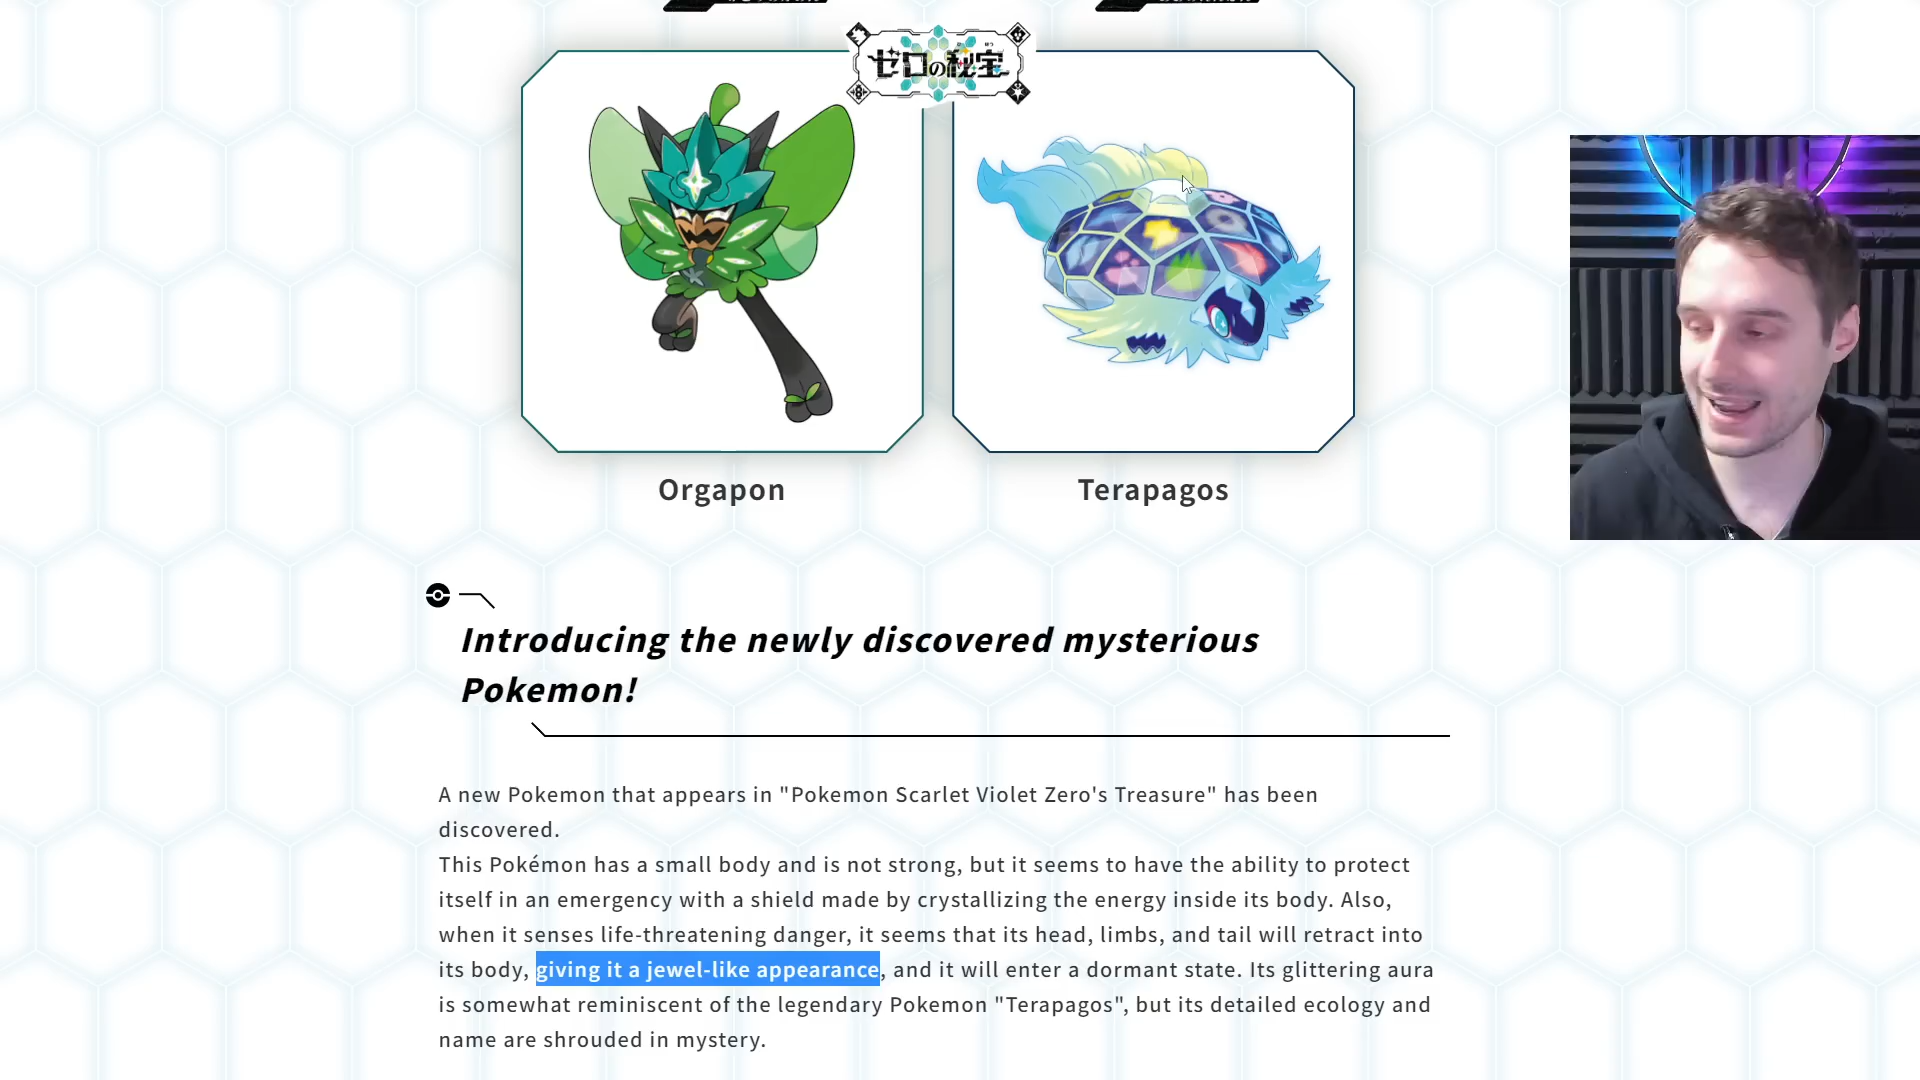 ゼロの秘宝
Orgapon
Terapagos
Introducing the newly discovered mysterious
Pokemon!
A new Pokemon that appears in "Pokemon Scarlet Violet Zero's Treasure" has been
discovered.
This Pokémon has a small body and is not strong, but it seems to have the ability to protect
itself in an emergency with a shield made by crystallizing the energy inside its body. Also,
when it senses life-threatening danger, it seems that its head, limbs, and tail will retract into
its body, giving it a jewel-like appearance, and it will enter a dormant state. Its glittering aura
is somewhat reminiscent of the legendary Pokemon "Terapagos", but its detailed ecology and
name are shrouded in mystery.